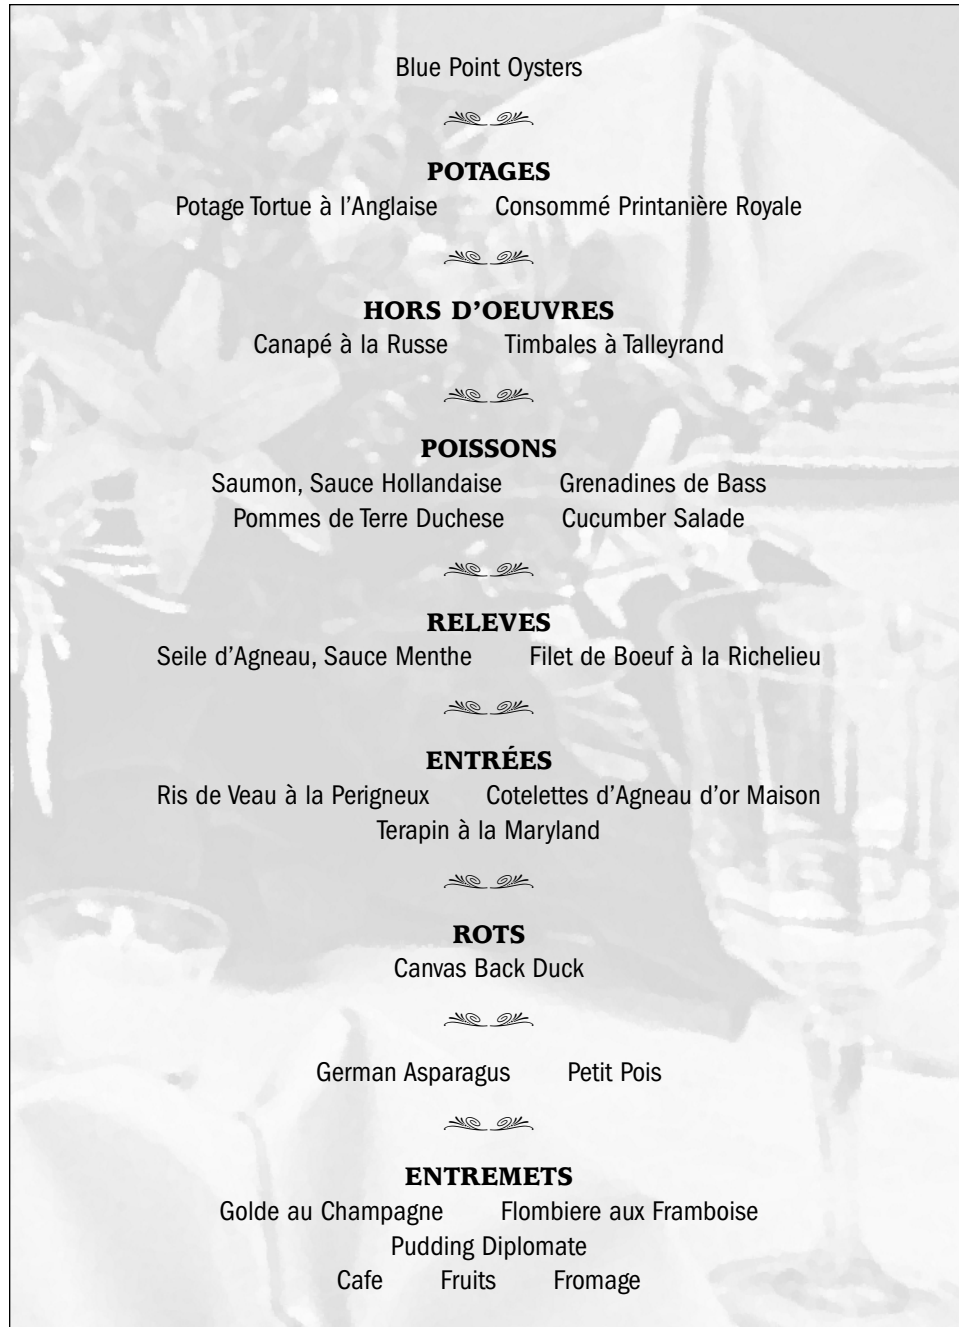 Blue Point Oysters
POTAGES
Potage Tortue à l’Anglaise Consommé Printanière Royale
HORS D’OEUVRES
Canapé à la Russe Timbales à Talleyrand
POISSONS
Saumon, Sauce Hollandaise Grenadines de Bass
Pommes de Terre Duchese Cucumber Salade
RELEVES
Seile d’Agneau, Sauce Menthe Filet de Boeuf à la Richelieu
ENTRÉES
Ris de Veau à la Perigneux Cotelettes d’Agneau d’or Maison
Terapin à la Maryland
ROTS
Canvas Back Duck
German Asparagus Petit Pois
ENTREMETS
Golde au Champagne Flombiere aux Framboise
Pudding Diplomate
Cafe Fruits Fromage